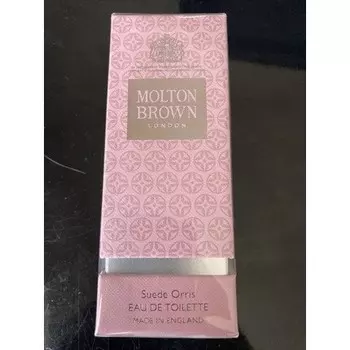 MOLTON
BROWN
LONDON
Suede Orris
EAU DE TOILETTE
MADE IN ENGLAND